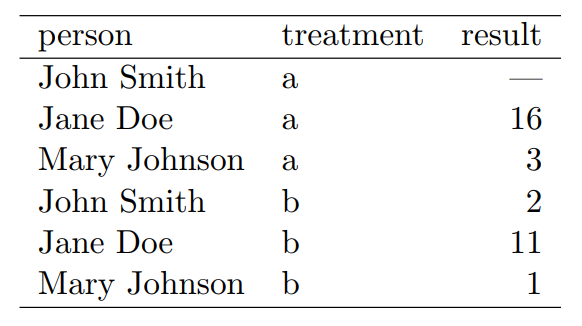 person treatment result
John Smith a —
Jane Doe a 16
Mary Johnson a 3
John Smith b 2
Jane Doe b 11
Mary Johnson b 1